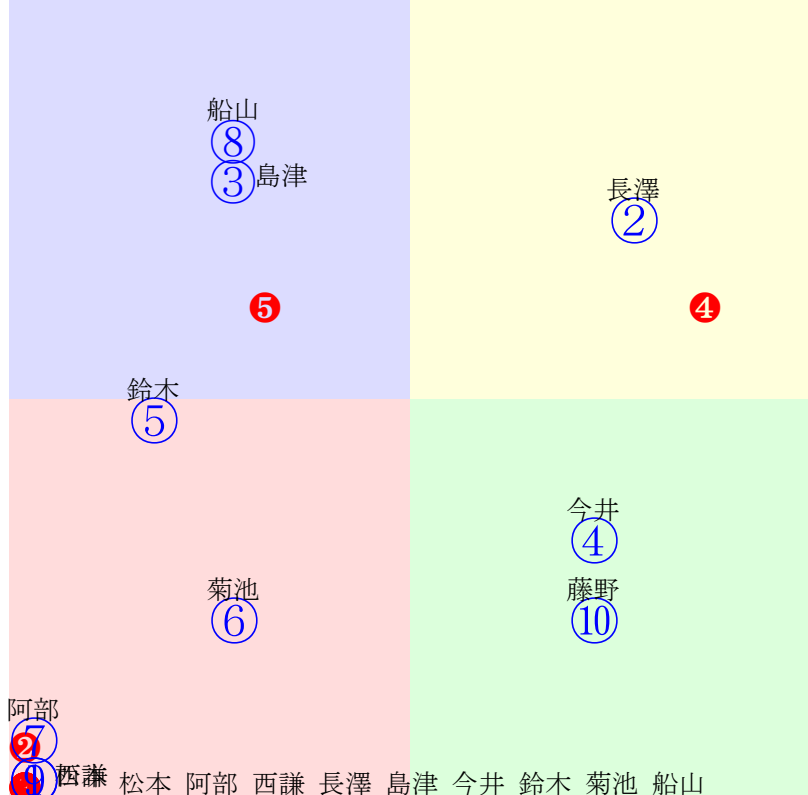 船山
⑧
③島津
長澤
②
❺
❹
鈴木
⑤
今井
④
菊池
⑥
藤野
⑩
阿部
⑦
❷
松本 阿部 西謙 長澤 島津 今井 鈴木 菊池 船山